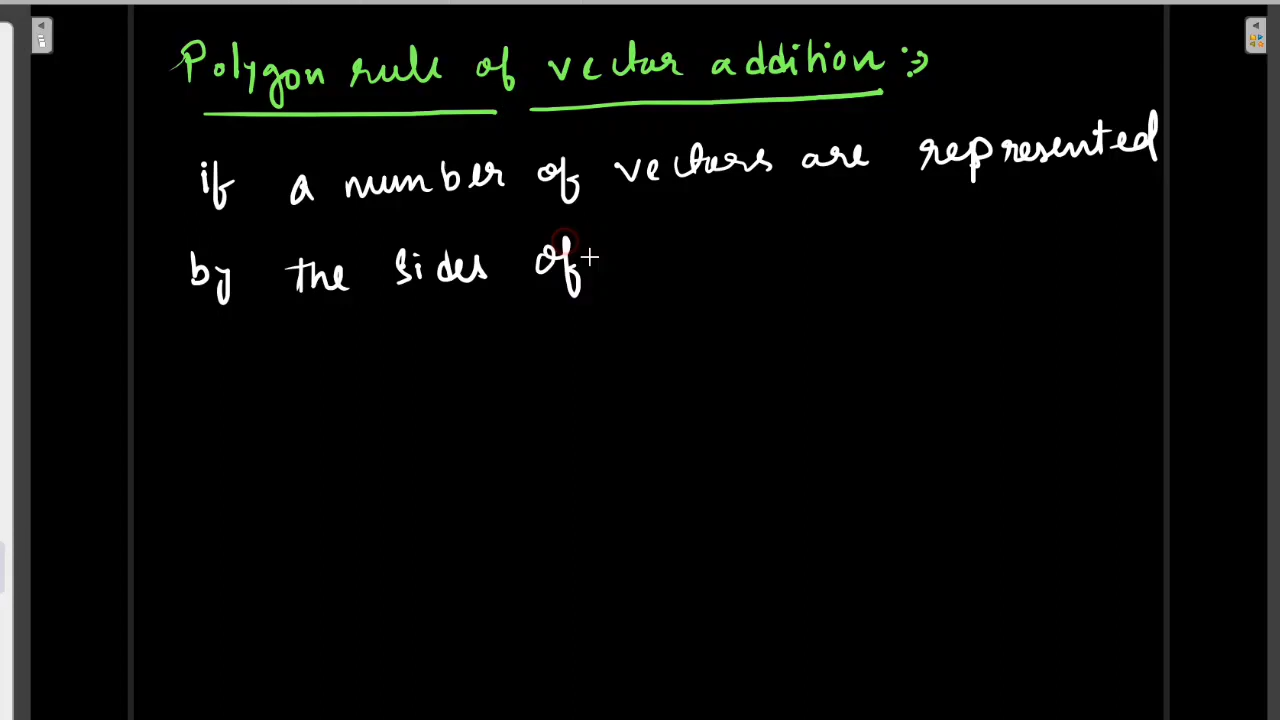 Polygon rule of vector addition :→
if a number of vectors are represented
by the sides of